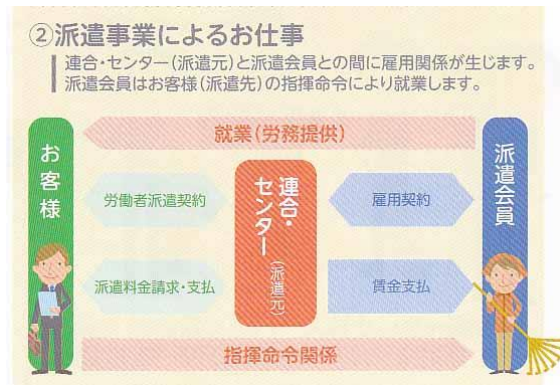 ②派遣事業によるお仕事
連合・センター(派遣元)と派遣会員との間に雇用関係が生じます。
派遣会員はお客様(派遣先)の指揮命令により就業します。
就業(労務提供)
お客様
労働者派遣契約
派遣料金請求・支払
連合・
センター
(派遣元)
雇用契約
賃金支払
派遣会員
指揮命令関係